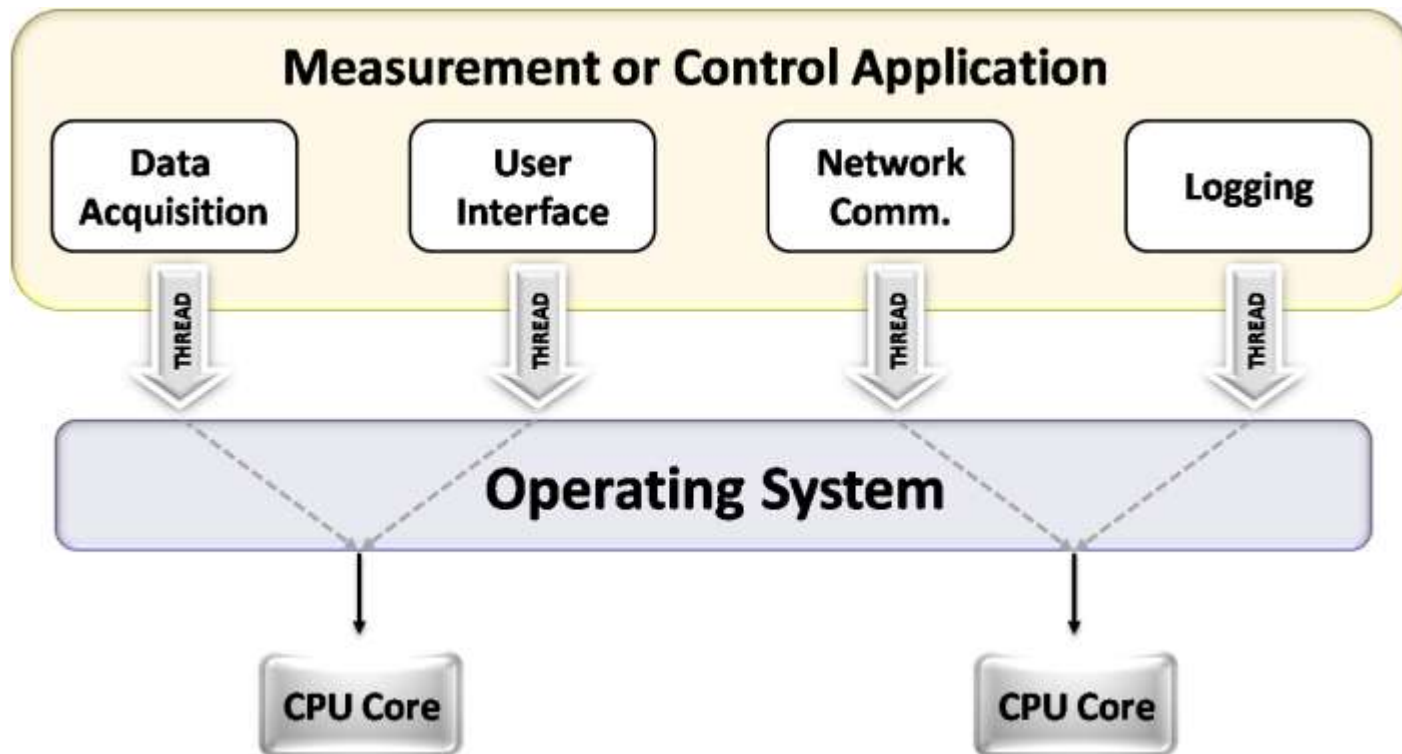 Measurement or Control Application
Data
Acquisition
User
Interface
Network
Comm.
Logging
THREAD
THREAD
THREAD
THREAD
Operating System
CPU Core
CPU Core